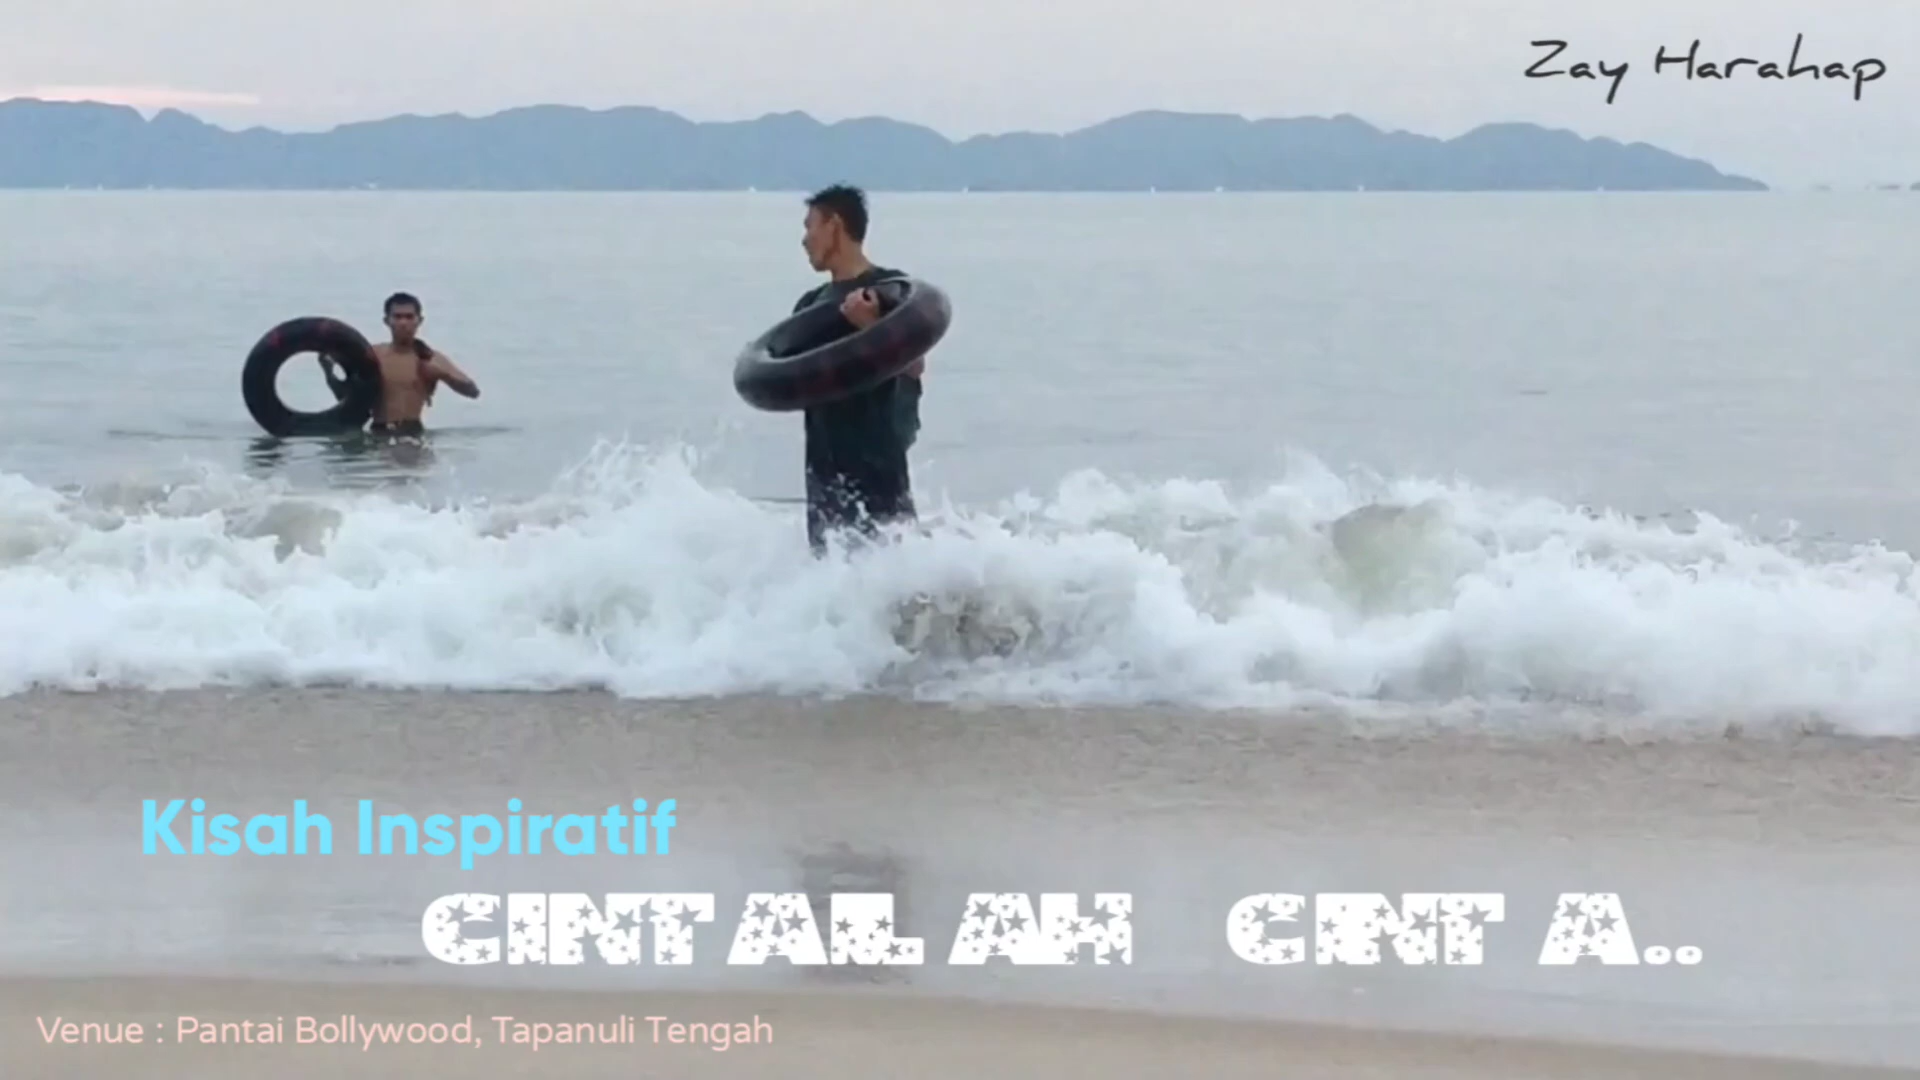 Zay Harahap
Kisah Inspiratif
CINTALAH CINTA..
Venue : Pantai Bollywood, Tapanuli Tengah